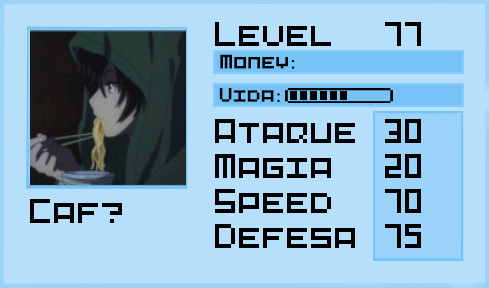 Level 77
Money:
Vida:
Ataque 30
Magia 20
Speed 70
Defesa 75
Caf?